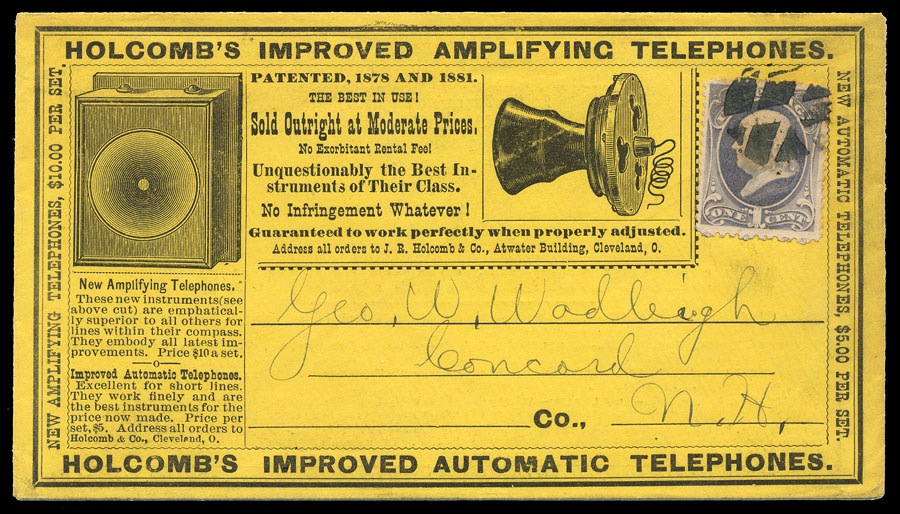 HOLCOMB'S IMPROVED AMPLIFYING TELEPHONES.
NEW AMPLIFYING TELEPHONES, $10.00 PER SET.
PATENTED, 1878 AND 1881.
THE BEST IN USE!
Sold Outright at Moderate Prices.
No Exorbitant Rental Fee!
Unquestionably the Best In-
struments of Their Class.
No Infringement Whatever!
Guaranteed to work perfectly when properly adjusted.
Address all orders to J. R. Holcomb & Co., Atwater Building, Cleveland, O.
ONE CENT
NEW AUTOMATIC TELEPHONES, $5.00 PER SET.
New Amplifying Telephones.
These new instruments (see
above cut) are emphatical-
ly superior to all others for
lines within their compass.
They embody all latest im-
provements. Price $10 a set.
Improved Automatic Telephones.
Excellent for short lines.
They work finely and are
the best instruments for the
price now made. Price per
set, $5. Address all orders to
Holcomb & Co., Cleveland, O.
Geo. W. Wadleigh
Concord
Co., N. H.
HOLCOMB'S IMPROVED AUTOMATIC TELEPHONES.